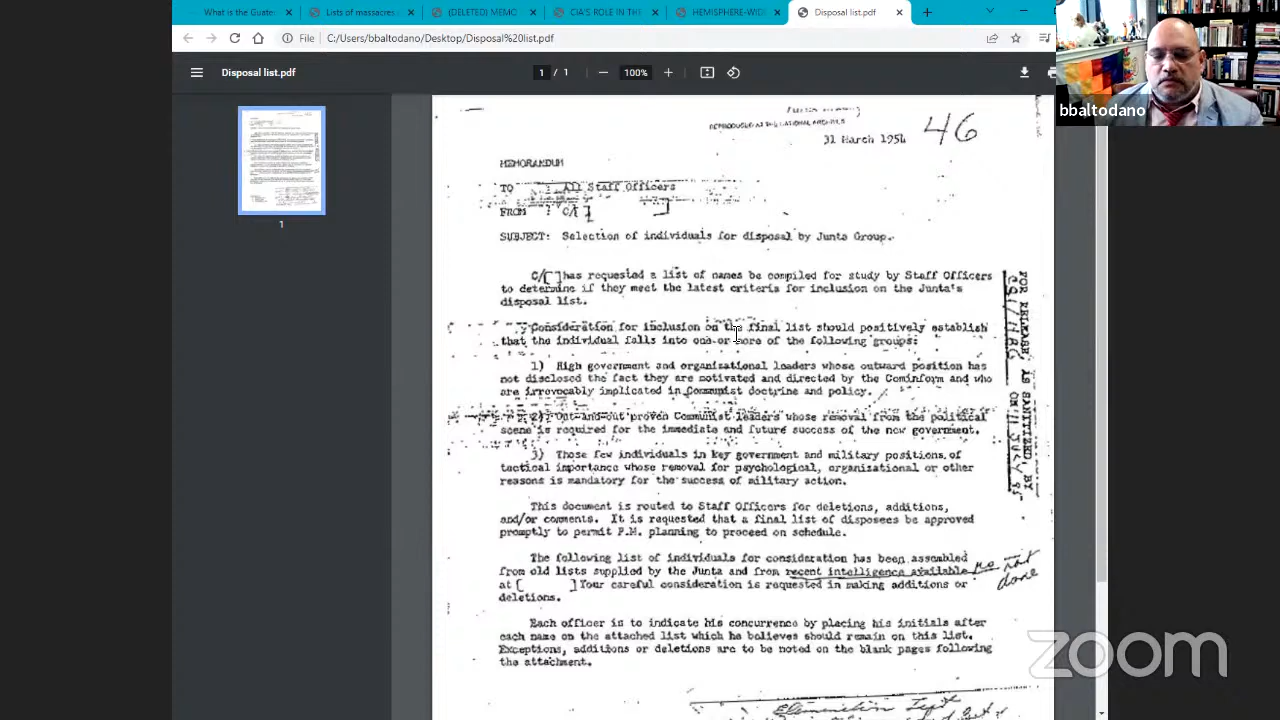 What is the Guate
Lists of massacres
(DELETED) MEMO
CIA'S ROLE IN THE
HEMISPHERE-WIDE
Disposal list.pdf
File
C:/Users/bbaltodano/Desktop/Disposal%20list.pdf
Disposal list.pdf
1 / 1
100%
bbaltodano
1
REPRODUCED AT THE NATIONAL ARCHIVES
31 March 1954
46
MEMORANDUM
TO : All Staff Officers
FROM : C/[ ]
SUBJECT: Selection of individuals for disposal by Junta Group.
C/[ ]has requested a list of names be compiled for study by Staff Officers
to determine if they meet the latest criteria for inclusion on the Junta's
disposal list.
Consideration for inclusion on the final list should positively establish
that the individual falls into one or more of the following groups:
1) High government and organizational leaders whose outward position has
not disclosed the fact they are motivated and directed by the Cominform and who
are irrevocably implicated in Communist doctrine and policy.
2) Out-and-out proven Communist leaders whose removal from the political
scene is required for the immediate and future success of the new government.
3) Those few individuals in key government and military positions of
tactical importance whose removal for psychological, organizational or other
reasons is mandatory for the success of military action.
This document is routed to Staff Officers for deletions, additions,
and/or comments. It is requested that a final list of disposees be approved
promptly to permit P.M. planning to proceed on schedule.
The following list of individuals for consideration has been assembled
from old lists supplied by the Junta and from recent intelligence available
at [ ] Your careful consideration is requested in making additions or
deletions.
no not
done
Each officer is to indicate his concurrence by placing his initials after
each name on the attached list which he believes should remain on this list.
Exceptions, additions or deletions are to be noted on the blank pages following
the attachment.
FOR RELEASE AS SANITIZED, BY
zoom